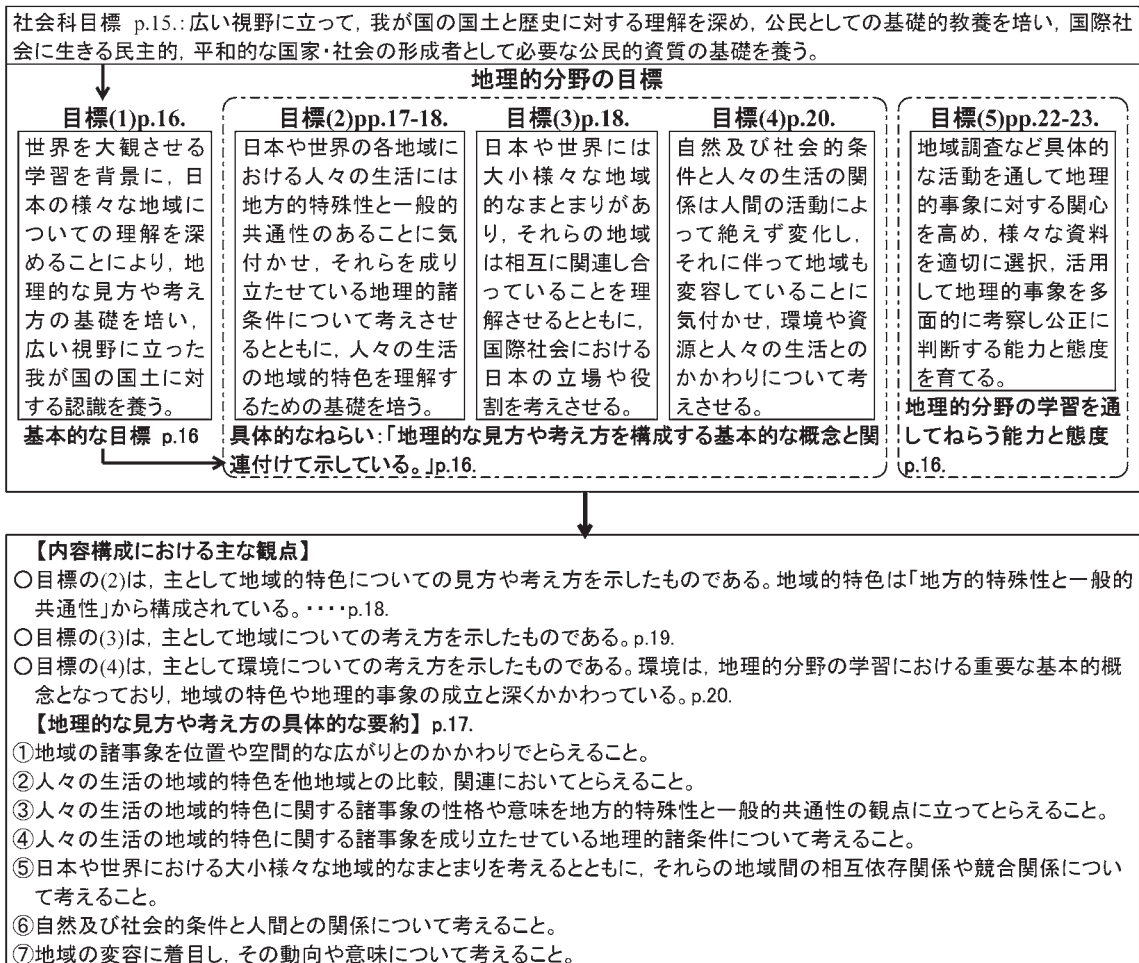 社会科目標 p.15.:広い視野に立って，我が国の国土と歴史に対する理解を深め，公民としての基礎的教養を培い，国際社
会に生きる民主的，平和的な国家・社会の形成者として必要な公民的資質の基礎を養う。
地理的分野の目標
目標(1)p.16.
世界を大観させる
学習を背景に，日
本の様々な地域に
ついての理解を深
めることにより，地
理的な見方や考え
方の基礎を培い，
広い視野に立った
我が国の国土に対
する認識を養う。
基本的な目標 p.16
目標(2)pp.17-18.
日本や世界の各地域に
おける人々の生活には
地方的特殊性と一般的
共通性のあることに気
付かせ，それらを成り
立たせている地理的諸
条件について考えさせ
るとともに，人々の生活
の地域的特色を理解す
るための基礎を培う。
目標(3)p.18.
日本や世界には
大小様々な地域
的なまとまりがあ
り，それらの地域
は相互に関連し合
っていることを理
解させるとともに，
国際社会における
日本の立場や役
割を考えさせる。
目標(4)p.20.
自然及び社会的条
件と人々の生活の関
係は人間の活動によ
って絶えず変化し，
それに伴って地域も
変容していることに
気付かせ，環境や資
源と人々の生活との
かかわりについて考
えさせる。
具体的なねらい:「地理的な見方や考え方を構成する基本的な概念と関
連付けて示している。」p.16.
目標(5)pp.22-23.
地域調査など具体的
な活動を通して地理
的事象に対する関心
を高め，様々な資料
を適切に選択，活用
して地理的事象を多
面的に考察し公正に
判断する能力と態度
を育てる。
地理的分野の学習を通
してねらう能力と態度
p.16.
【内容構成における主な観点】
○目標の(2)は，主として地域的特色についての見方や考え方を示したものである。地域的特色は「地方的特殊性と一般的
共通性」から構成されている。・・・・p.18.
○目標の(3)は，主として地域についての考え方を示したものである。p.19.
○目標の(4)は，主として環境についての考え方を示したものである。環境は，地理的分野の学習における重要な基本的概
念となっており，地域の特色や地理的事象の成立と深くかかわっている。p.20.
【地理的な見方や考え方の具体的な要約】 p.17.
①地域の諸事象を位置や空間的な広がりとのかかわりでとらえること。
②人々の生活の地域的特色を他地域との比較，関連においてとらえること。
③人々の生活の地域的特色に関する諸事象の性格や意味を地方的特殊性と一般的共通性の観点に立ってとらえること。
④人々の生活の地域的特色に関する諸事象を成り立たせている地理的諸条件について考えること。
⑤日本や世界における大小様々な地域的なまとまりを考えるとともに，それらの地域間の相互依存関係や競合関係につい
て考えること。
⑥自然及び社会的条件と人間との関係について考えること。
⑦地域の変容に着目し，その動向や意味について考えること。